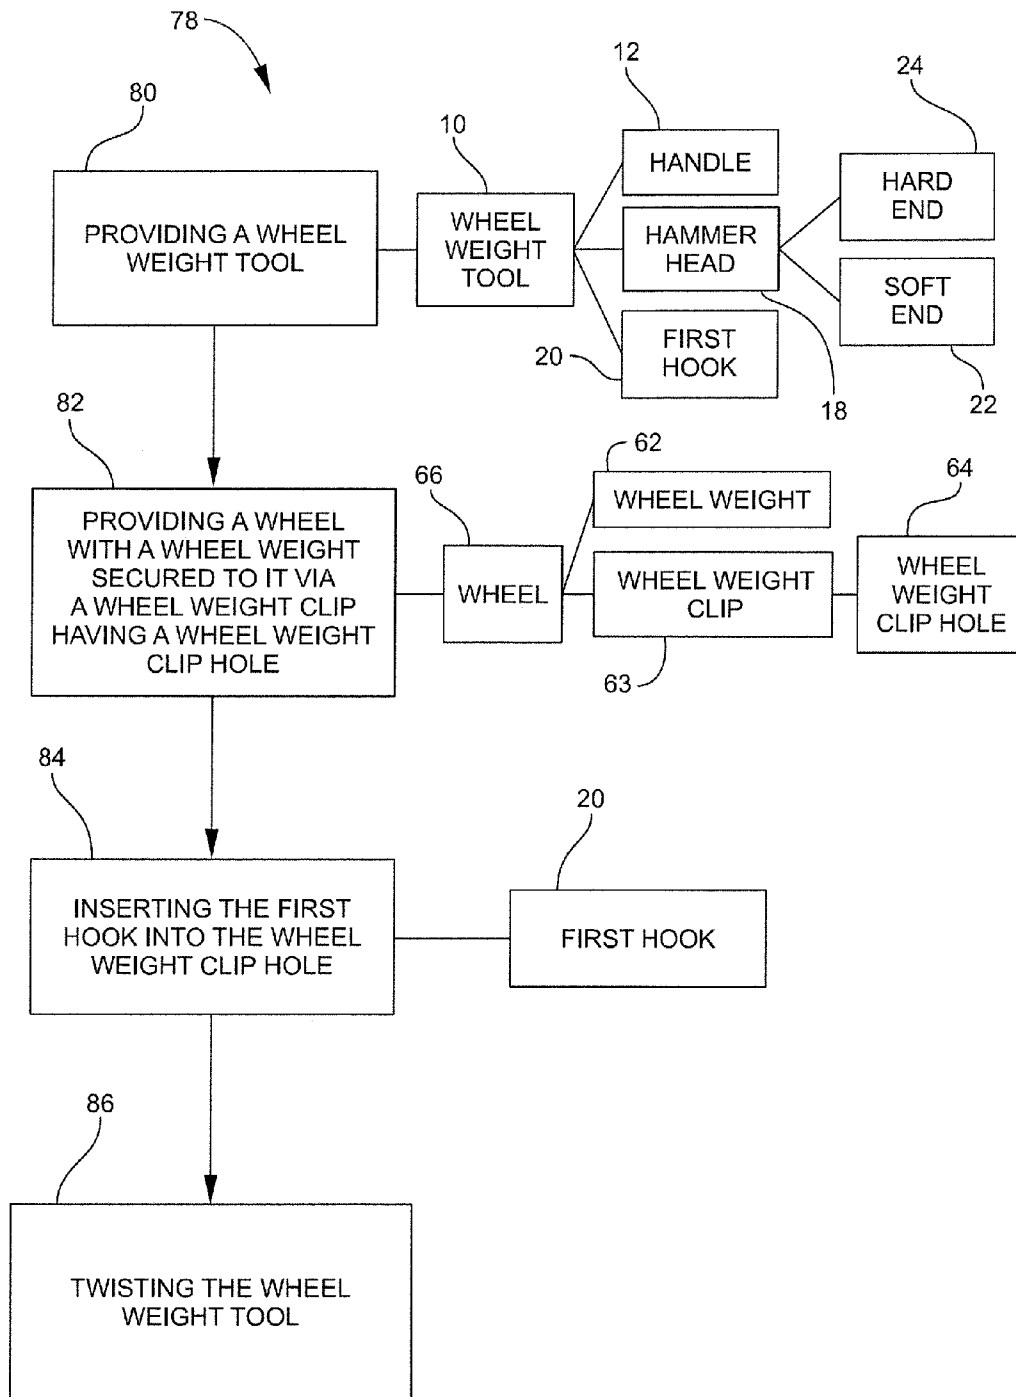 78
80
PROVIDING A WHEEL
WEIGHT TOOL
10
WHEEL
WEIGHT
TOOL
12
HANDLE
HAMMER
HEAD
18
FIRST
HOOK
20
24
HARD
END
SOFT
END
22
82
PROVIDING A WHEEL
WITH A WHEEL WEIGHT
SECURED TO IT VIA
A WHEEL WEIGHT CLIP
HAVING A WHEEL WEIGHT
CLIP HOLE
66
WHEEL
62
WHEEL WEIGHT
WHEEL WEIGHT
CLIP
63
64
WHEEL
WEIGHT
CLIP HOLE
84
INSERTING THE FIRST
HOOK INTO THE WHEEL
WEIGHT CLIP HOLE
20
FIRST HOOK
86
TWISTING THE WHEEL
WEIGHT TOOL